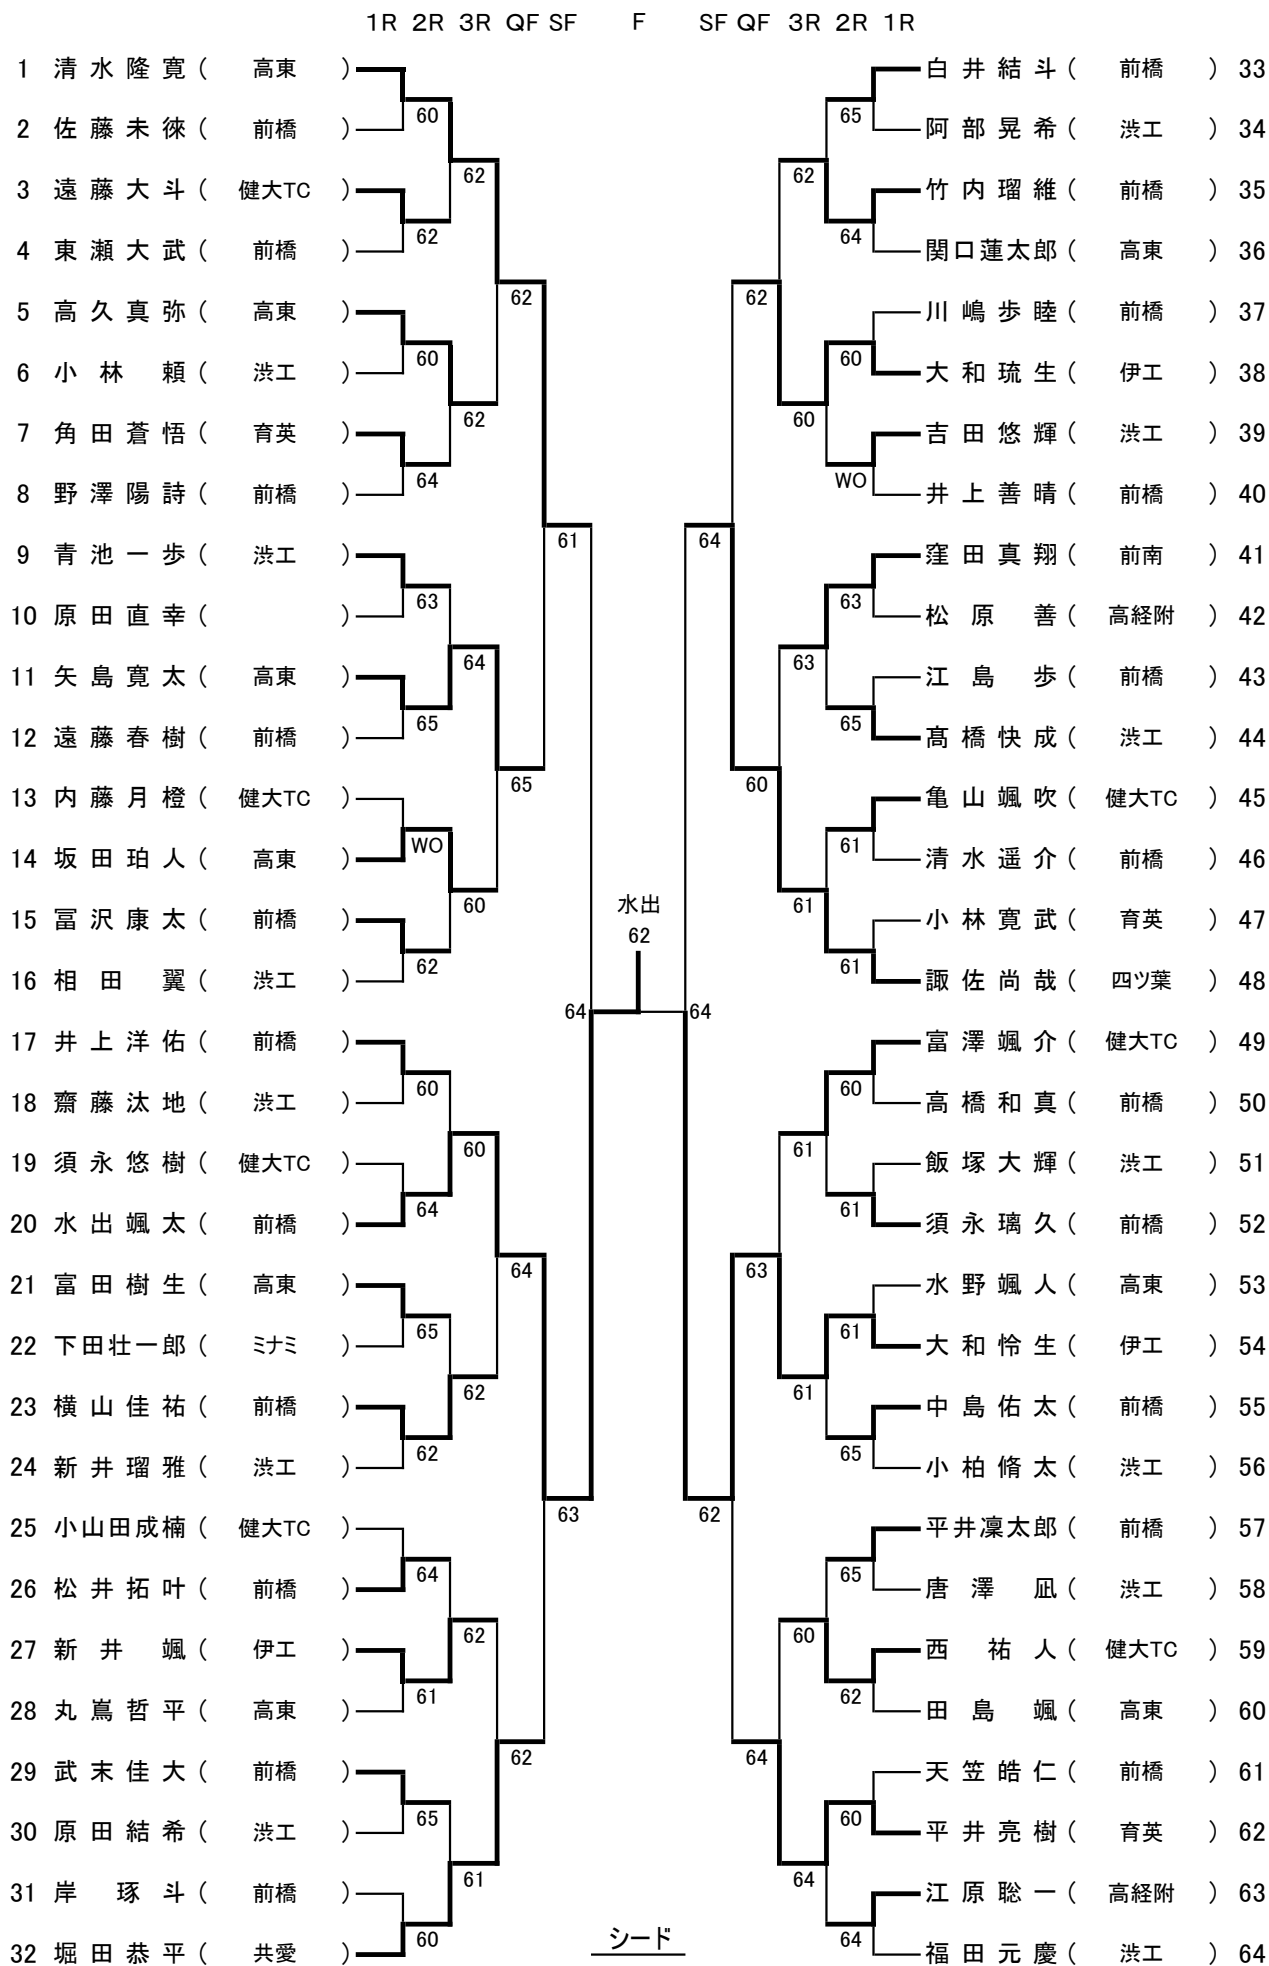 1R 2R 3R QF SF F SF QF 3R 2R 1R
1 清水隆寛 ( 高東 )
2 佐藤未徠 ( 前橋 )
3 遠藤大斗 ( 健大TC )
4 東瀬大武 ( 前橋 )
5 高久真弥 ( 高東 )
6 小林 頼 ( 渋工 )
7 角田蒼悟 ( 育英 )
8 野澤陽詩 ( 前橋 )
9 青池一歩 ( 渋工 )
10 原田直幸 (
11 矢島寛太 ( 高東 )
12 遠藤春樹 ( 前橋 )
13 内藤月橙 ( 健大TC )
14 坂田珀人 ( 高東 )
15 冨沢康太 ( 前橋 )
16 相田 翼 ( 渋工 )
17 井上洋佑 ( 前橋 )
18 齋藤汰地 ( 渋工 )
19 須永悠樹 ( 健大TC )
20 水出颯太 ( 前橋 )
21 富田樹生 ( 高東 )
22 下田壮一郎 ( ミナミ )
23 横山佳祐 ( 前橋 )
24 新井瑠雅 ( 渋工 )
25 小山田成楠 ( 健大TC )
26 松井拓叶 ( 前橋 )
27 新井 颯 ( 伊工 )
28 丸嶌哲平 ( 高東 )
29 武末佳大 ( 前橋 )
30 原田結希 ( 渋工 )
31 岸 琢斗 ( 前橋 )
32 堀田恭平 ( 共愛 )
60
62
60
64
63
65
WO
62
60
64
65
62
64
61
65
60
62
62
64
60
60
62
62
61
62
65
64
62
61
63
64
水出
62
64
64
62
62
60
63
64
62
60
63
61
61
61
60
64
65
64
60
WO
63
65
61
61
60
61
61
65
65
62
60
64
白井結斗 ( 前橋 ) 33
阿部晃希 ( 渋工 ) 34
竹内瑠維 ( 前橋 ) 35
関口蓮太郎 ( 高東 ) 36
川嶋歩睦 ( 前橋 ) 37
大和琉生 ( 伊工 ) 38
吉田悠輝 ( 渋工 ) 39
井上善晴 ( 前橋 ) 40
窪田真翔 ( 前南 ) 41
松原 善 ( 高経附 ) 42
江島 歩 ( 前橋 ) 43
髙橋快成 ( 渋工 ) 44
亀山颯吹 ( 健大TC ) 45
清水遥介 ( 前橋 ) 46
小林寛武 ( 育英 ) 47
諏佐尚哉 ( 四ツ葉 ) 48
富澤颯介 ( 健大TC ) 49
高橋和真 ( 前橋 ) 50
飯塚大輝 ( 渋工 ) 51
須永璃久 ( 前橋 ) 52
水野颯人 ( 高東 ) 53
大和怜生 ( 伊工 ) 54
中島佑太 ( 前橋 ) 55
小柏脩太 ( 渋工 ) 56
平井凜太郎 ( 前橋 ) 57
唐澤 凪 ( 渋工 ) 58
西 祐人 ( 健大TC ) 59
田島 颯 ( 高東 ) 60
天笠皓仁 ( 前橋 ) 61
平井亮樹 ( 育英 ) 62
江原聡一 ( 高経附 ) 63
福田元慶 ( 渋工 ) 64
シード